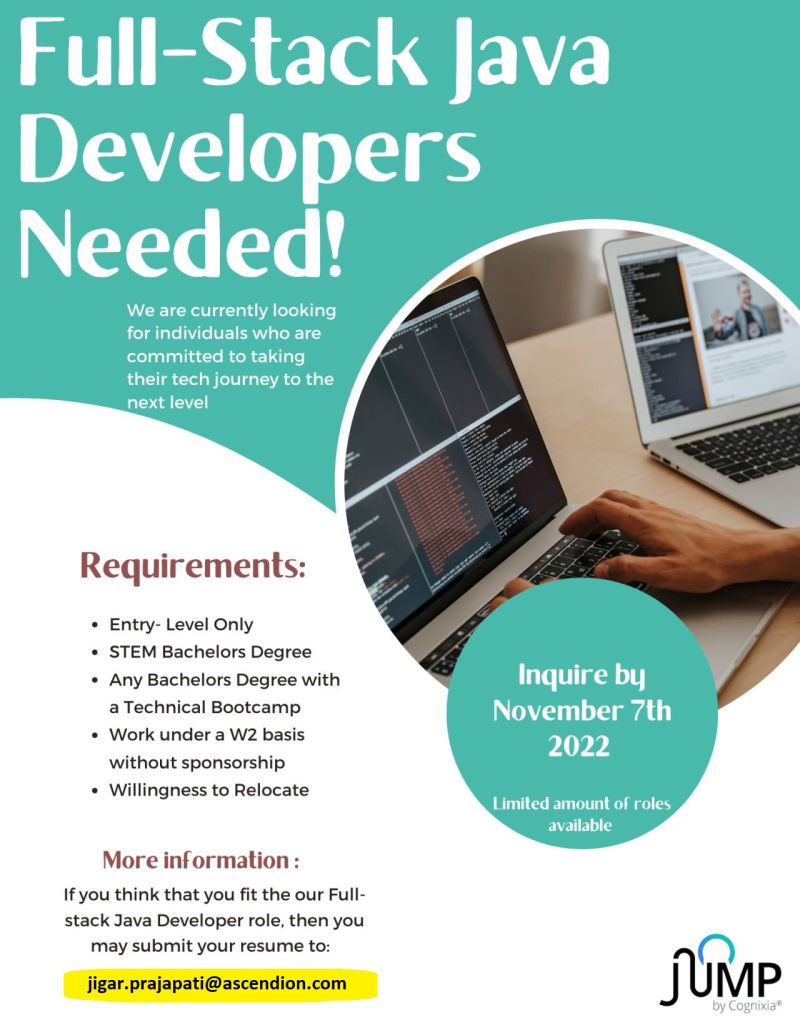 Full-Stack Java
Developers
Needed!
We are currently looking
for individuals who are
committed to taking
their tech journey to the
next level
Requirements:
• Entry- Level Only
• STEM Bachelors Degree
• Any Bachelors Degree with
a Technical Bootcamp
• Work under a W2 basis
without sponsorship
• Willingness to Relocate
Inquire by
November 7th
2022
Limited amount of roles
available
More information :
If you think that you fit the our Full-
stack Java Developer role, then you
may submit your resume to:
jigar.prajapati@ascendion.com
JUMP
by Cognixia®